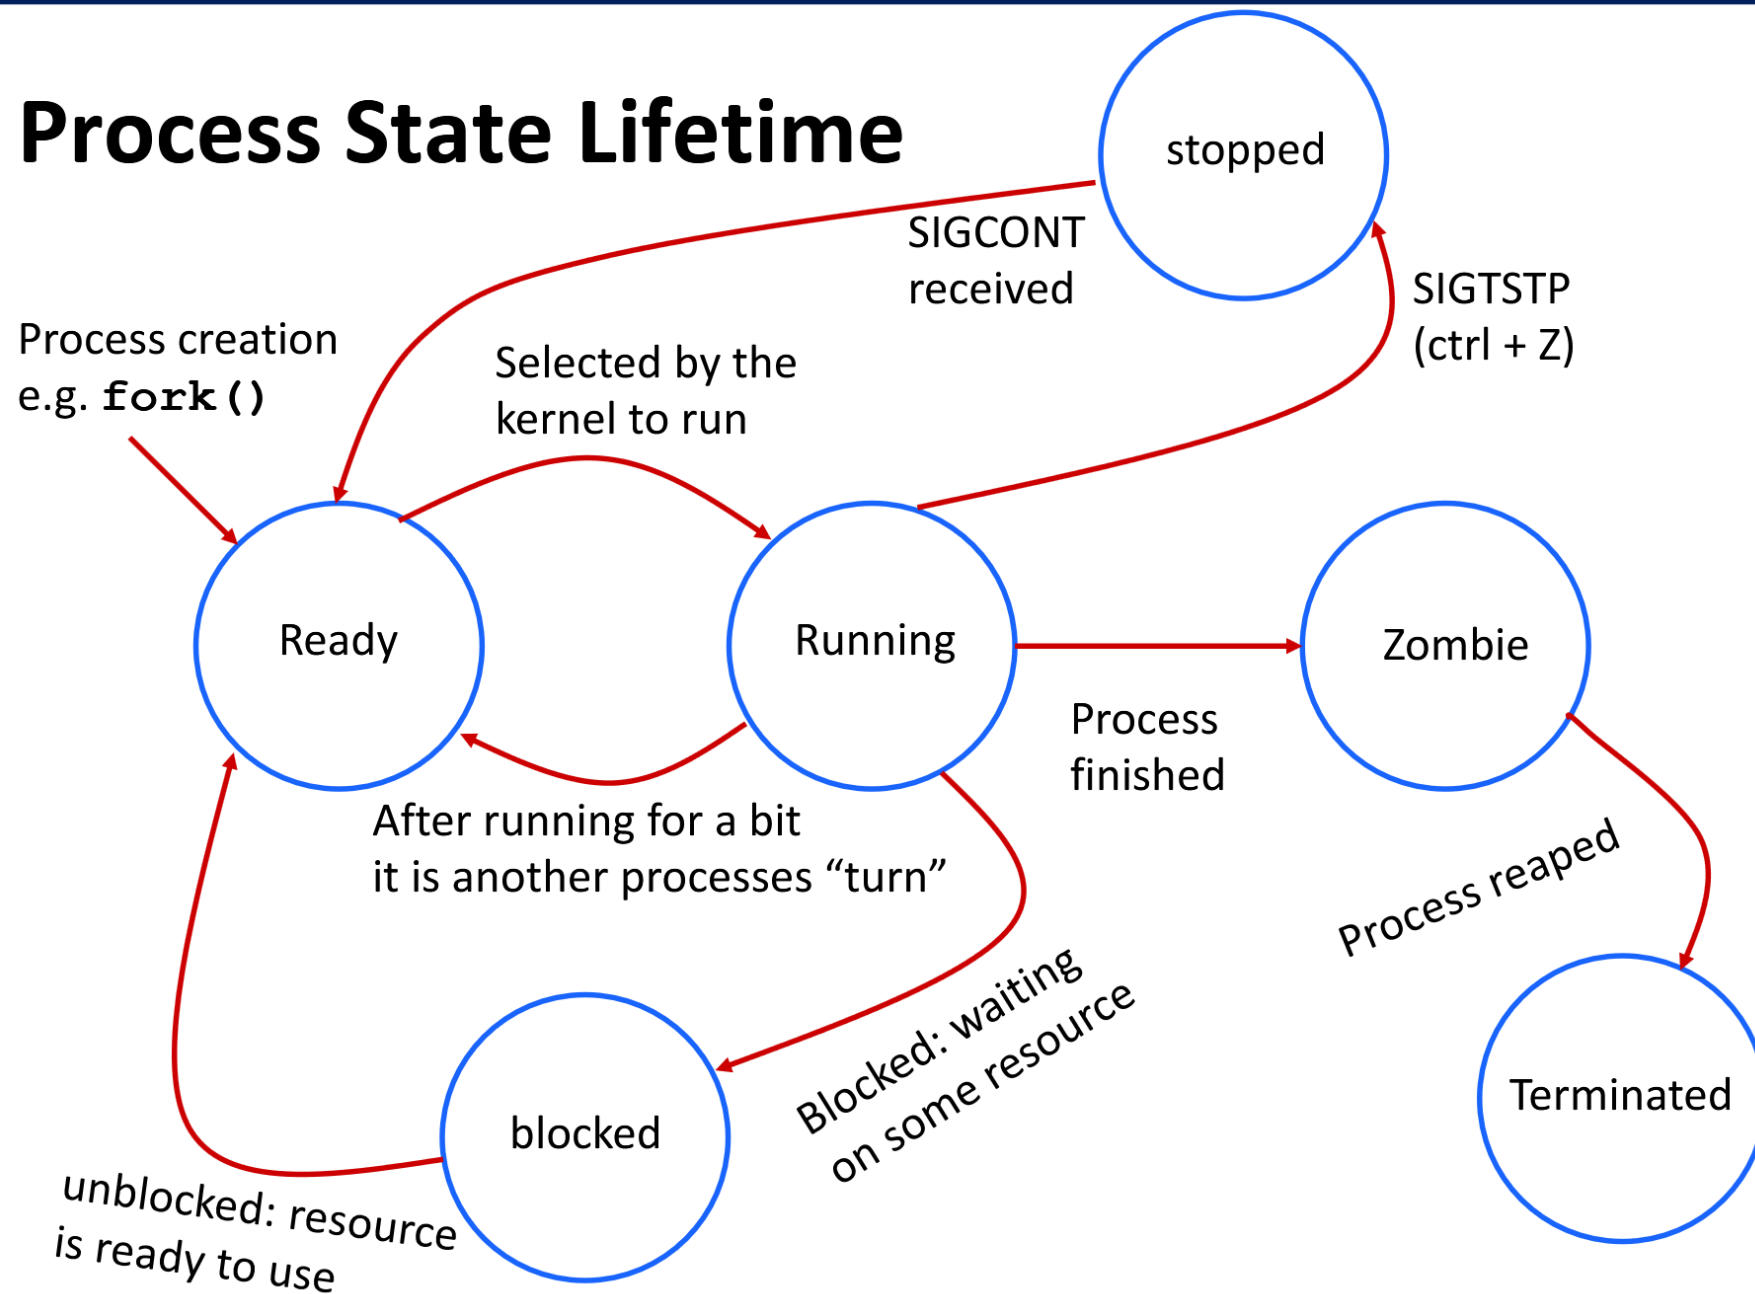 Process State Lifetime
stopped
SIGCONT
received
SIGTSTP
(ctrl + Z)
Process creation
e.g. fork()
Selected by the
kernel to run
Ready
Running
Zombie
Process
finished
After running for a bit
it is another processes “turn”
Process reaped
Blocked: waiting
on some resource
Terminated
blocked
unblocked: resource
is ready to use